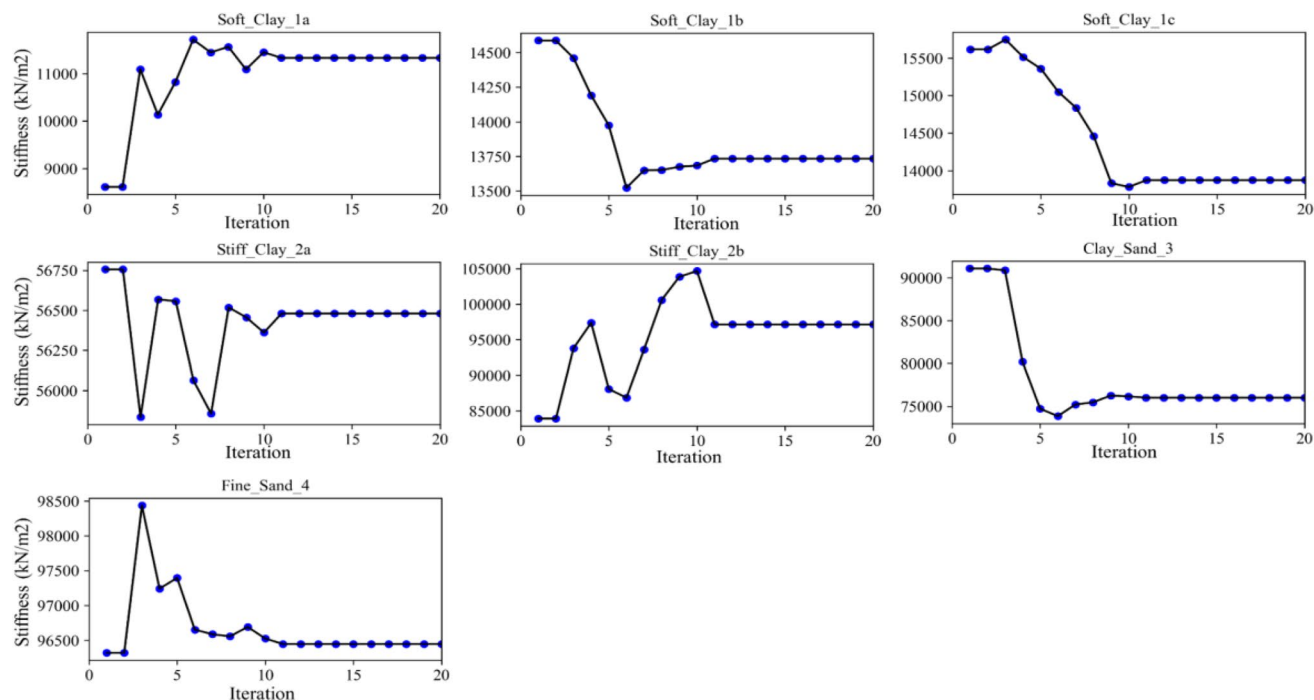 Soft_Clay_1a
Stiffness (kN/m2)
11000
10000
9000
0 5 10 15 20
Iteration
Soft_Clay_1b
14500
14250
14000
13750
13500
0 5 10 15 20
Iteration
Soft_Clay_1c
15500
15000
14500
14000
0 5 10 15 20
Iteration
Stiff_Clay_2a
Stiffness (kN/m2)
56750
56500
56250
56000
0 5 10 15 20
Iteration
Stiff_Clay_2b
105000
100000
95000
90000
85000
0 5 10 15 20
Iteration
Clay_Sand_3
90000
85000
80000
75000
0 5 10 15 20
Iteration
Fine_Sand_4
Stiffness (kN/m2)
98500
98000
97500
97000
96500
0 5 10 15 20
Iteration